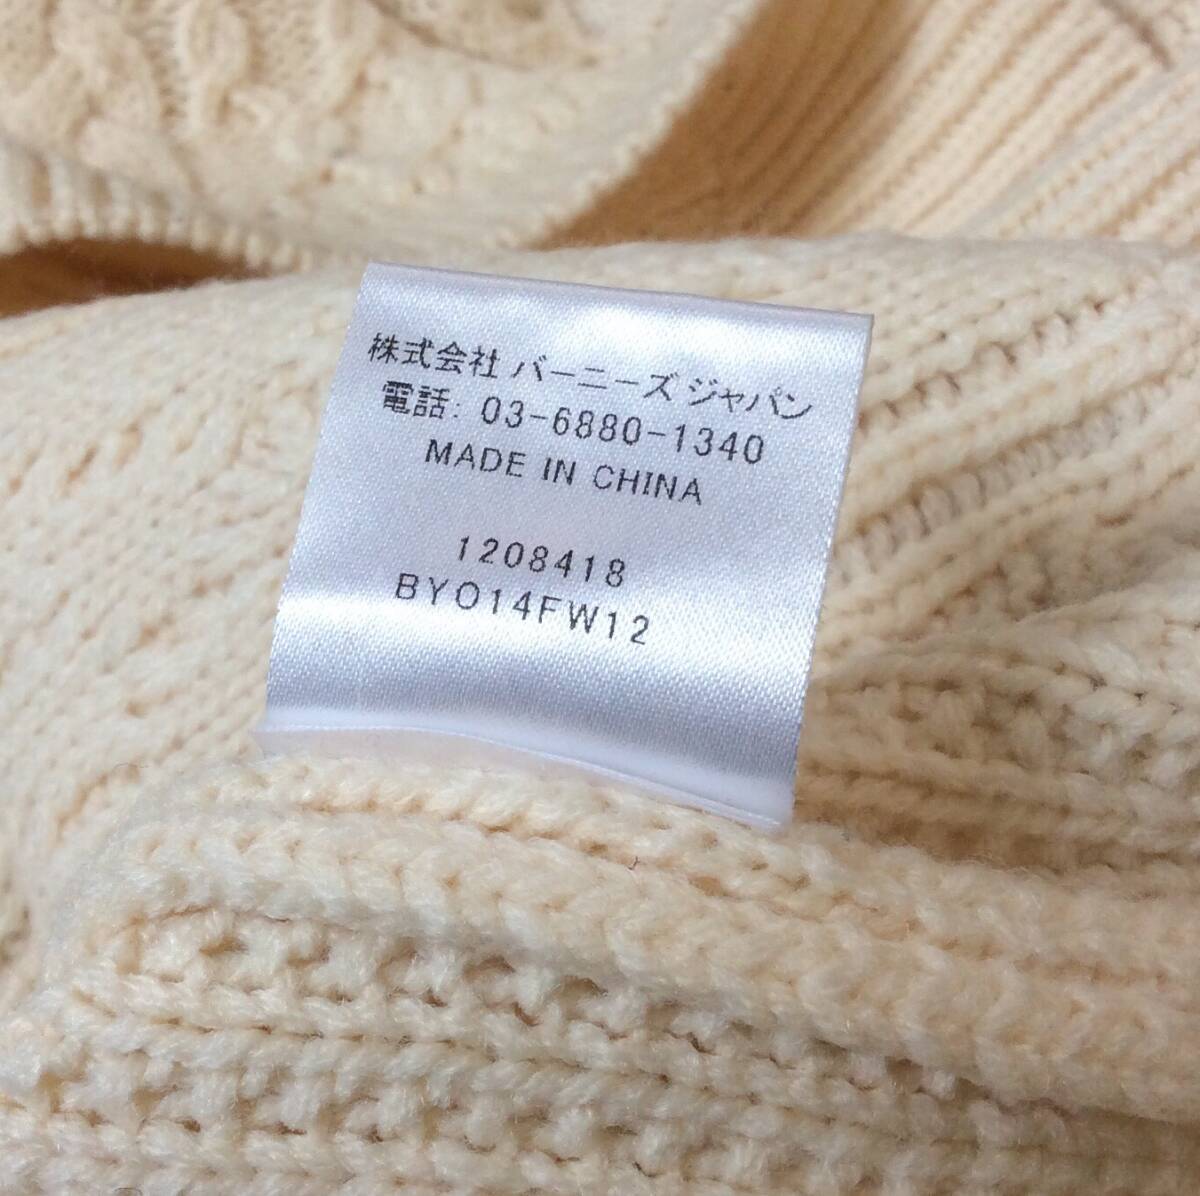 株式会社 バーニーズ ジャパン
電話: 03-6880-1340
MADE IN CHINA
1208418
BYO14FW12